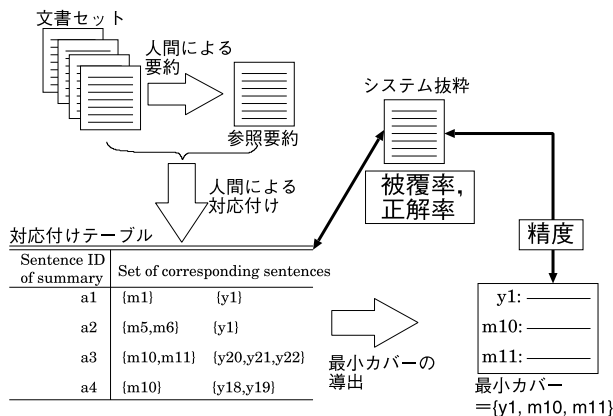 文書セット
人間による
要約
参照要約
人間による
対応付け
システム抜粋
被覆率,
正解率
精度
対応付けテーブル
Sentence ID
of summary
Set of corresponding sentences
a1 {m1} {y1}
a2 {m5,m6} {y1}
a3 {m10,m11} {y20,y21,y22}
a4 {m10} {y18,y19}
最小カバーの
導出
y1:
m10:
m11:
最小カバー
={y1, m10, m11}